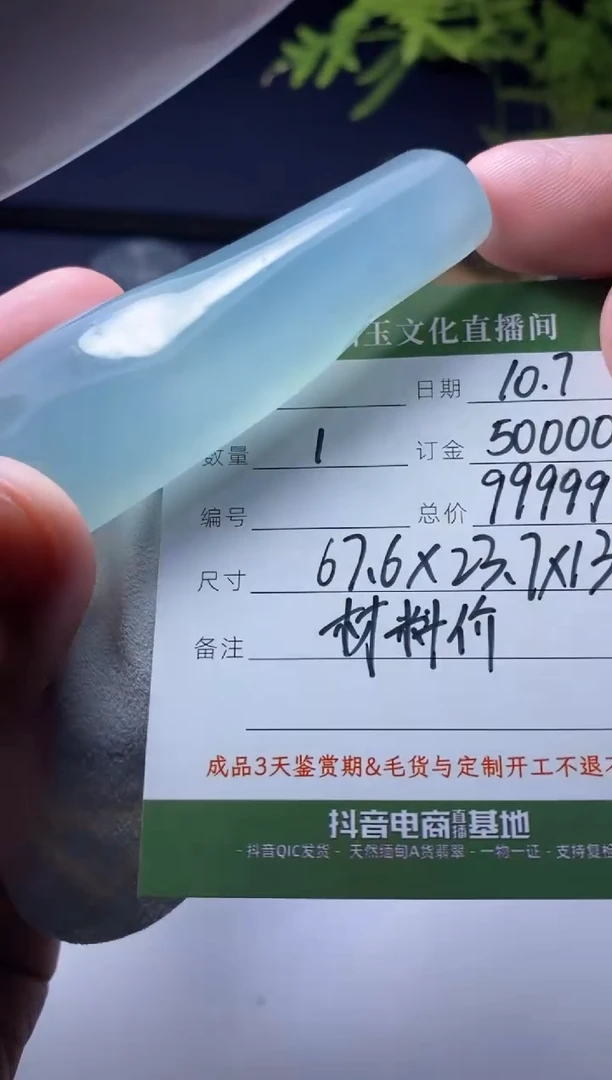 玉文化直播间
日期 10.7
数量 1 订金 50000
编号 总价 99999
尺寸 67.6X23.7X13
备注 材料价
成品3天鉴赏期&毛货与定制开工不退
抖音电商直播基地
- 抖音QIC发货 - 天然缅甸A货翡翠 - 一物一证 - 支持复检